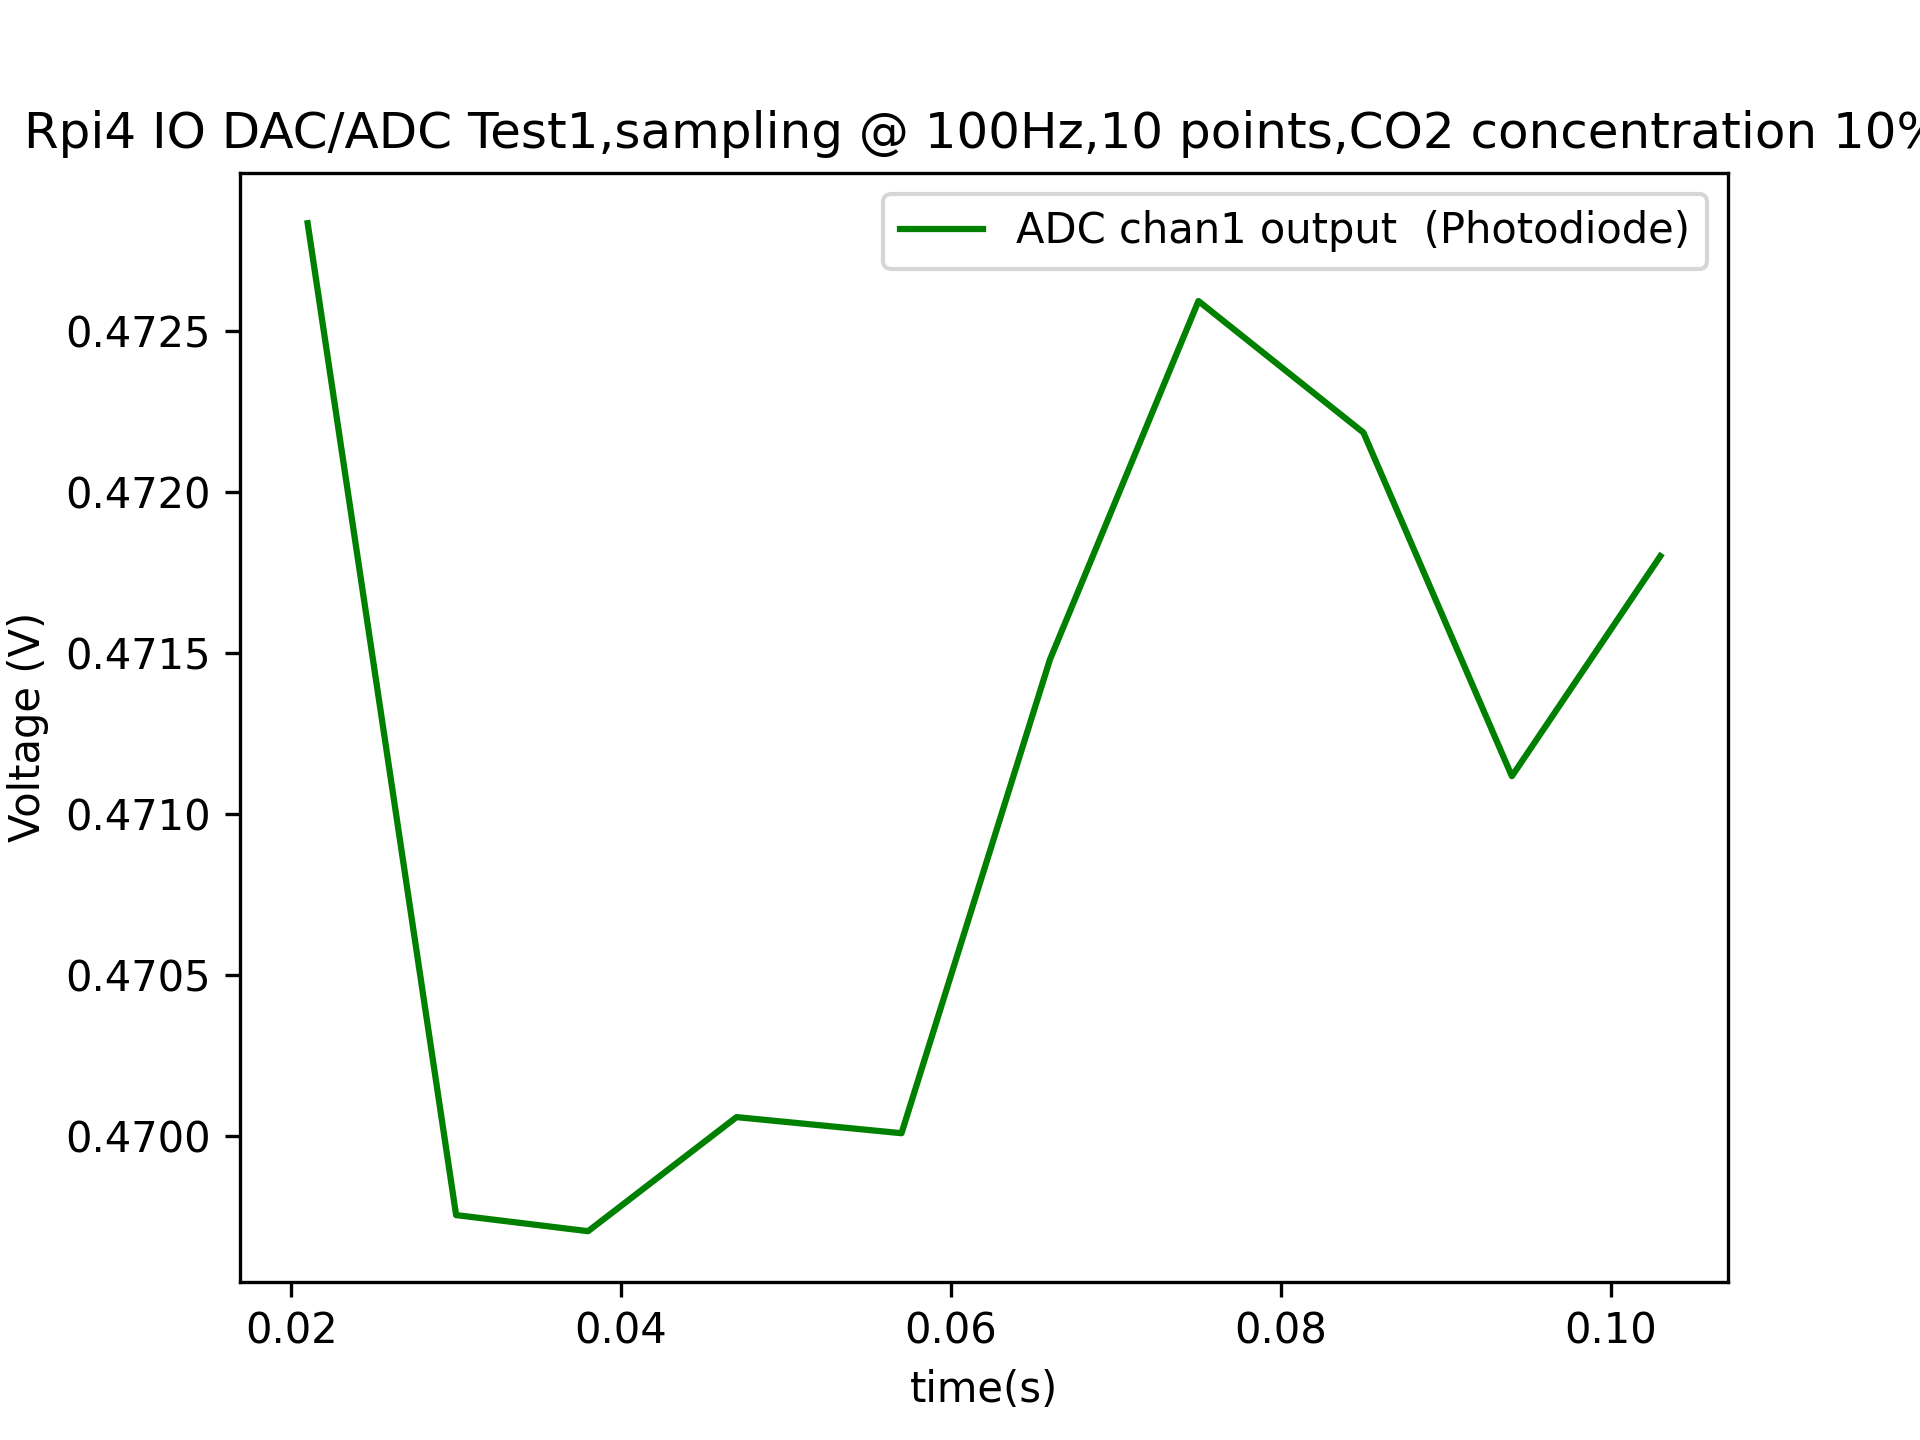 Rpi4 IO DAC/ADC Test1,sampling @ 100Hz,10 points,CO2 concentration 10%
ADC chan1 output  (Photodiode)
0.4725
0.4720
0.4715
0.4710
0.4705
0.4700
Voltage (V)
0.02 0.04 0.06 0.08 0.10
time(s)